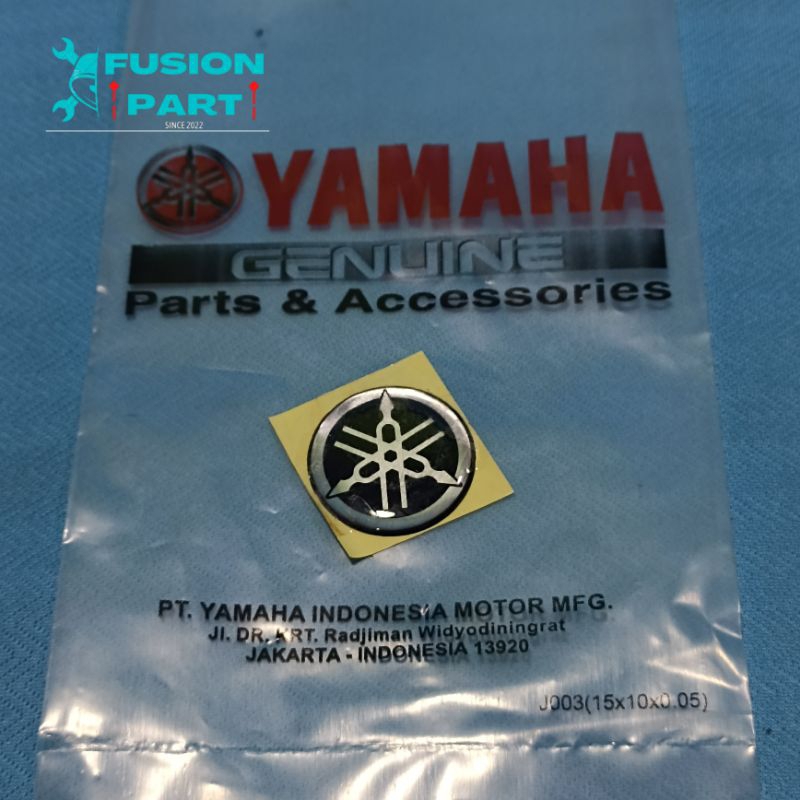 FUSION
PART
SINCE 2022
YAMAHA
GENUINE
Parts & Accessories
PT. YAMAHA INDONESIA MOTOR MFG.
Jl. DR. KRT. Radjiman Widyodiningrat
JAKARTA - INDONESIA 13920
J003(15x10x0.05)